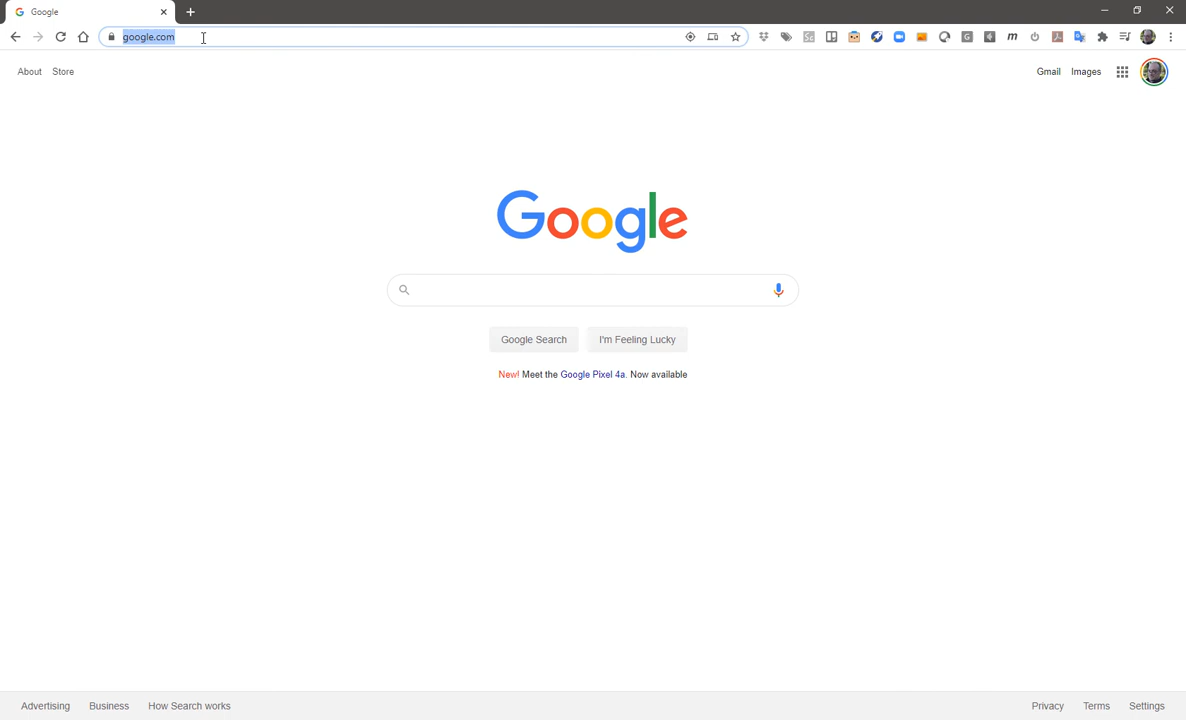 Google
google.com
About Store
Gmail Images
Google
Google Search I'm Feeling Lucky
New! Meet the Google Pixel 4a. Now available
Advertising Business How Search works
Privacy Terms Settings